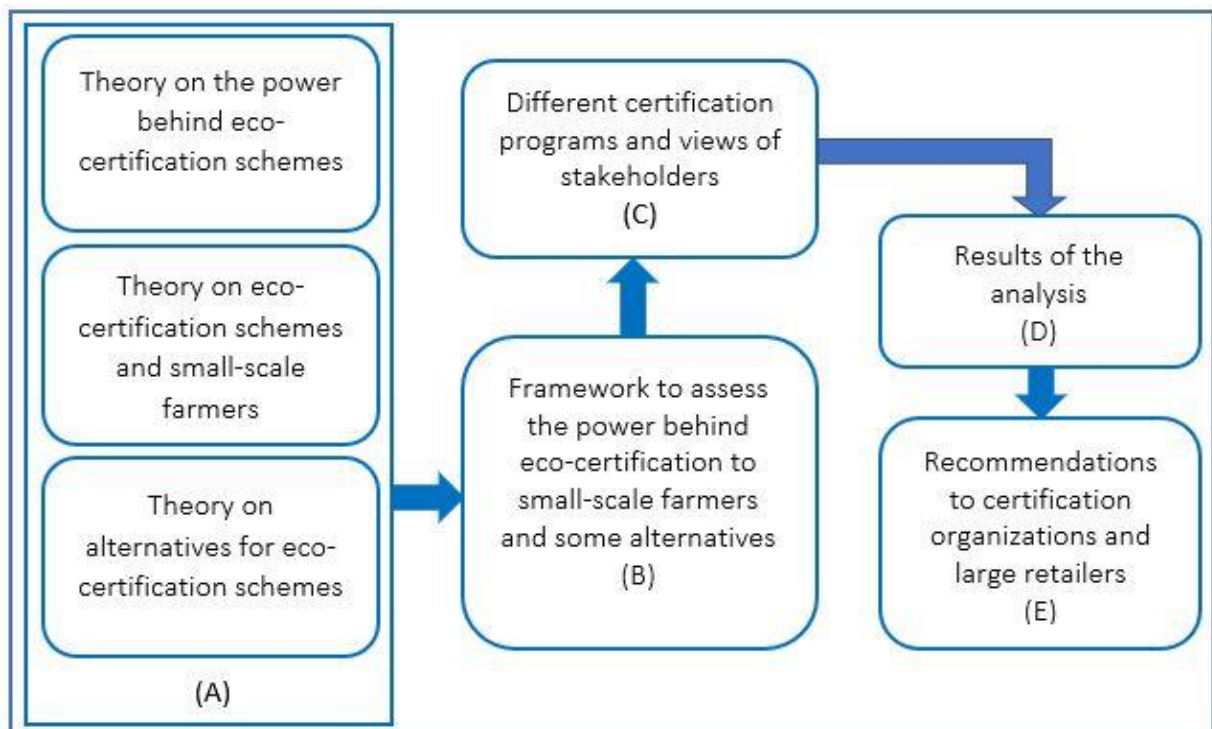 Theory on the power
behind eco-
certification schemes
Theory on eco-
certification schemes
and small-scale
farmers
Theory on
alternatives for eco-
certification schemes
(A)
Framework to assess
the power behind
eco-certification to
small-scale farmers
and some alternatives
(B)
Different certification
programs and views of
stakeholders
(C)
Results of the
analysis
(D)
Recommendations
to certification
organizations and
large retailers
(E)